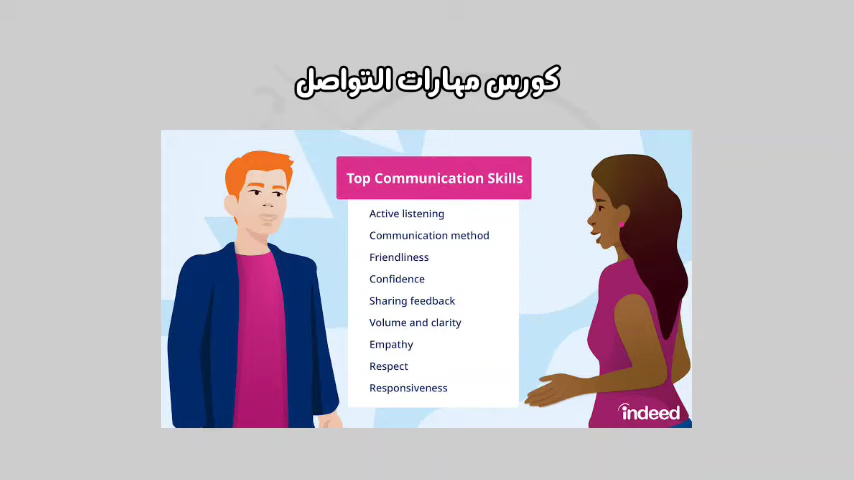 كورس مهارات التواصل
Top Communication Skills
Active listening
Communication method
Friendliness
Confidence
Sharing feedback
Volume and clarity
Empathy
Respect
Responsiveness
indeed